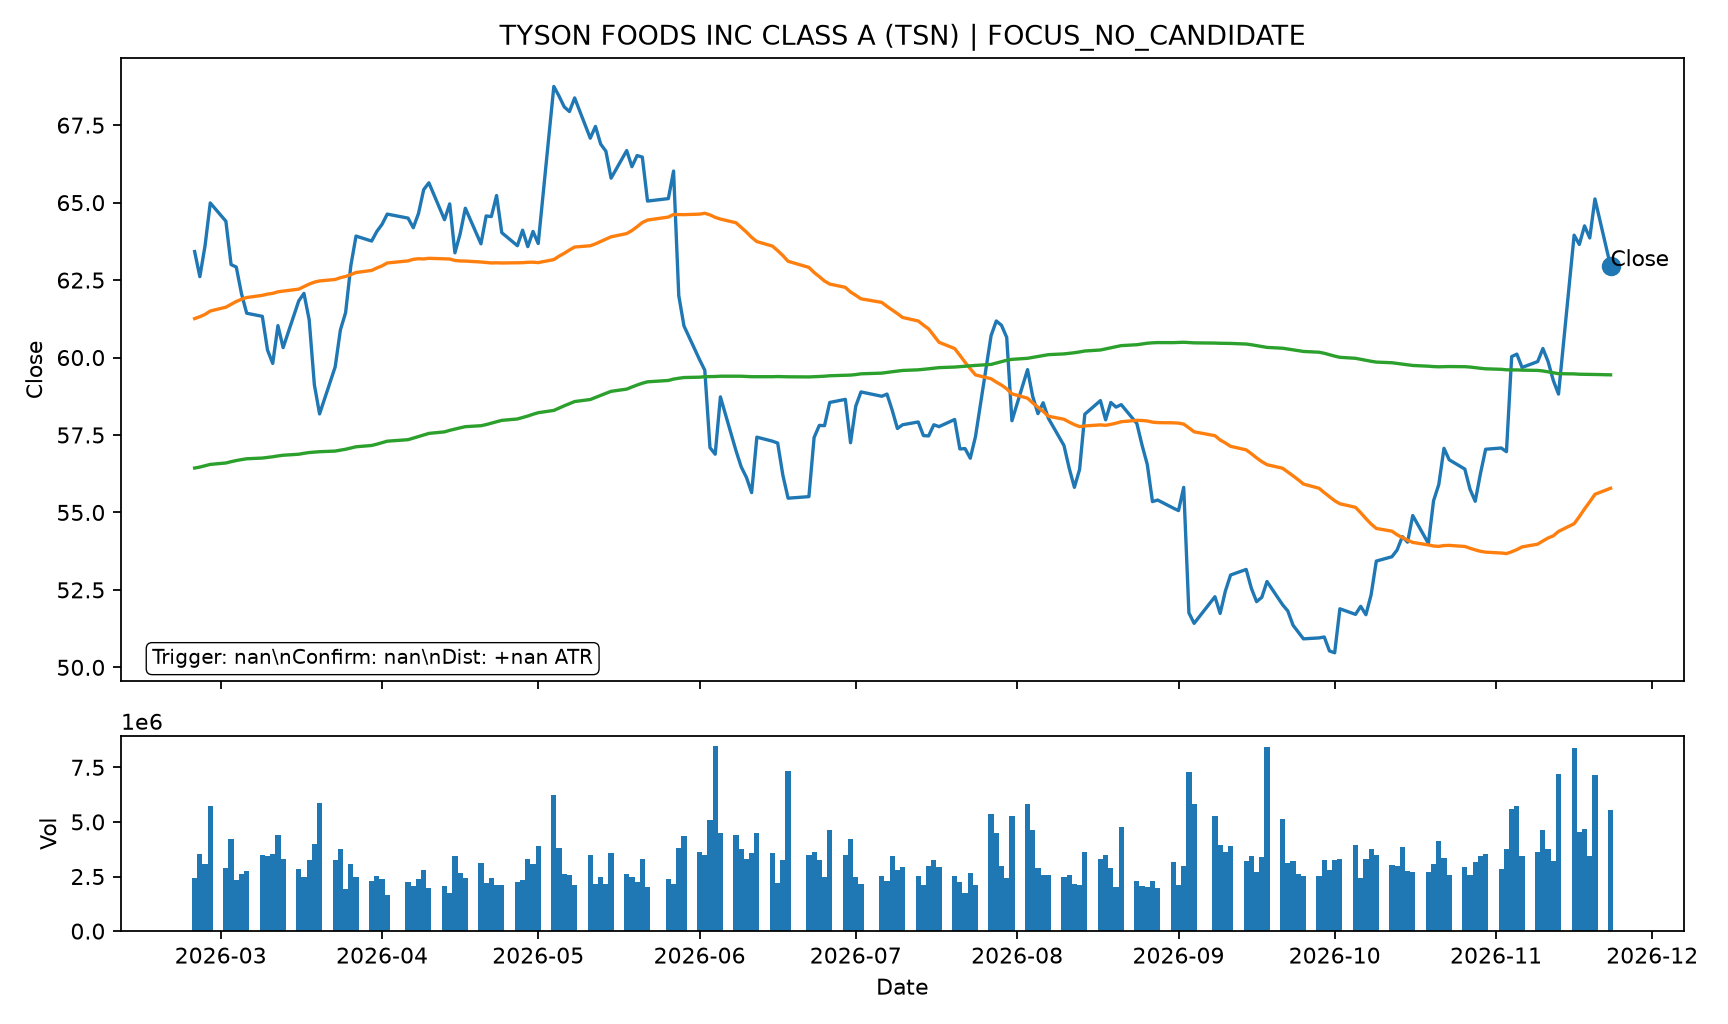 TYSON FOODS INC CLASS A (TSN) | FOCUS_NO_CANDIDATE
Close
67.5
65.0
62.5
60.0
57.5
55.0
52.5
50.0
Close
Trigger: nan\nConfirm: nan\nDist: +nan ATR
1e6
Vol
7.5
5.0
2.5
0.0
2026-03 2026-04 2026-05 2026-06 2026-07 2026-08 2026-09 2026-10 2026-11 2026-12
Date